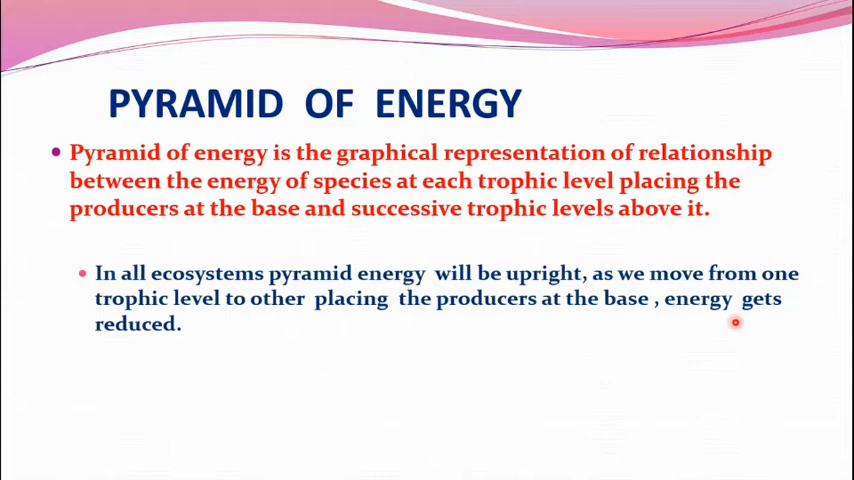 PYRAMID OF ENERGY
• Pyramid of energy is the graphical representation of relationship
between the energy of species at each trophic level placing the
producers at the base and successive trophic levels above it.
• In all ecosystems pyramid energy will be upright, as we move from one
trophic level to other placing the producers at the base , energy gets
reduced.